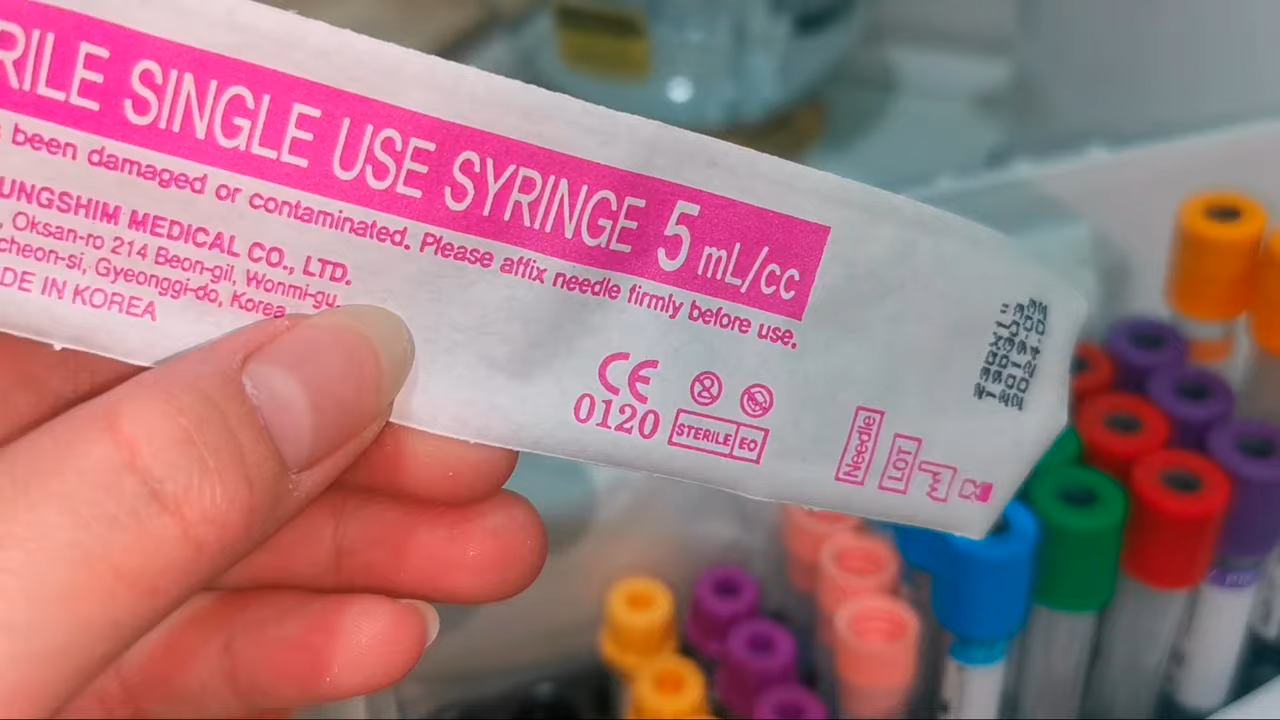 RILE SINGLE USE SYRINGE 5 mL/cc
been damaged or contaminated. Please affix needle firmly before use.
UNGSHIM MEDICAL CO., LTD.
, Oksan-ro 214 Beon-gil, Wonmi-gu,
cheon-si, Gyeonggi-do, Korea
DE IN KOREA
CE
0120
STERILE EO
Needle
LOT